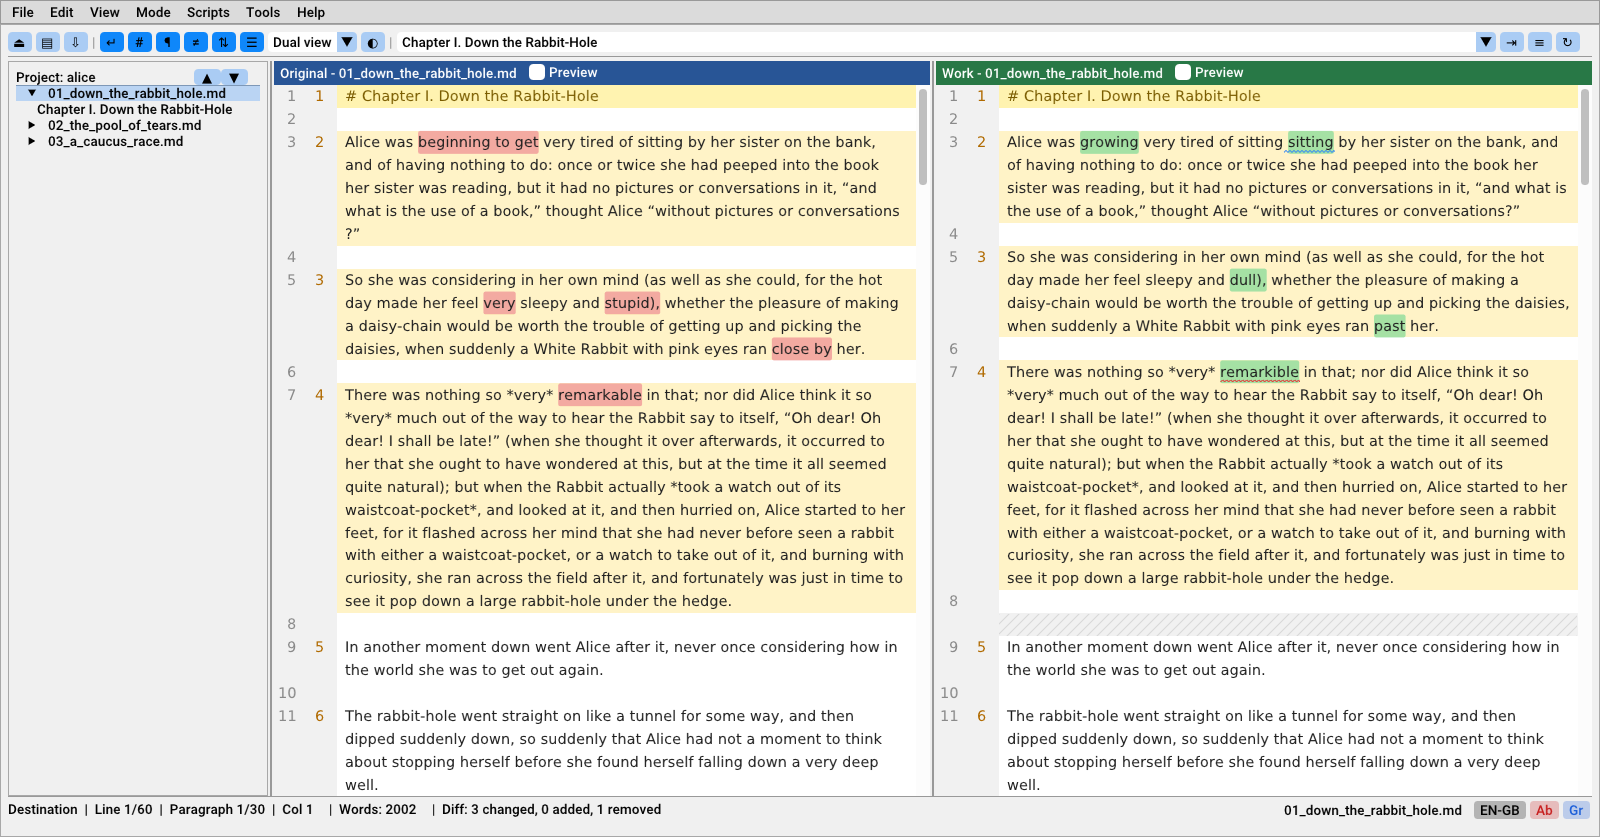 File Edit View Mode Scripts Tools Help
Dual view Chapter I. Down the Rabbit-Hole
Project: alice
01_down_the_rabbit_hole.md
Chapter I. Down the Rabbit-Hole
02_the_pool_of_tears.md
03_a_caucus_race.md
Original - 01_down_the_rabbit_hole.md Preview
1 1 # Chapter I. Down the Rabbit-Hole
2
3 2 Alice was beginning to get very tired of sitting by her sister on the bank,
and of having nothing to do: once or twice she had peeped into the book
her sister was reading, but it had no pictures or conversations in it, “and
what is the use of a book,” thought Alice “without pictures or conversations
?”
4
5 3 So she was considering in her own mind (as well as she could, for the hot
day made her feel very sleepy and stupid), whether the pleasure of making
a daisy-chain would be worth the trouble of getting up and picking the
daisies, when suddenly a White Rabbit with pink eyes ran close by her.
6
7 4 There was nothing so *very* remarkable in that; nor did Alice think it so
*very* much out of the way to hear the Rabbit say to itself, “Oh dear! Oh
dear! I shall be late!” (when she thought it over afterwards, it occurred to
her that she ought to have wondered at this, but at the time it all seemed
quite natural); but when the Rabbit actually *took a watch out of its
waistcoat-pocket*, and looked at it, and then hurried on, Alice started to her
feet, for it flashed across her mind that she had never before seen a rabbit
with either a waistcoat-pocket, or a watch to take out of it, and burning with
curiosity, she ran across the field after it, and fortunately was just in time to
see it pop down a large rabbit-hole under the hedge.
8
9 5 In another moment down went Alice after it, never once considering how in
the world she was to get out again.
10
11 6 The rabbit-hole went straight on like a tunnel for some way, and then
dipped suddenly down, so suddenly that Alice had not a moment to think
about stopping herself before she found herself falling down a very deep
well.
Work - 01_down_the_rabbit_hole.md Preview
1 1 # Chapter I. Down the Rabbit-Hole
2
3 2 Alice was growing very tired of sitting sitting by her sister on the bank, and
of having nothing to do: once or twice she had peeped into the book her
sister was reading, but it had no pictures or conversations in it, “and what is
the use of a book,” thought Alice “without pictures or conversations?”
4
5 3 So she was considering in her own mind (as well as she could, for the hot
day made her feel sleepy and dull), whether the pleasure of making a
daisy-chain would be worth the trouble of getting up and picking the daisies,
when suddenly a White Rabbit with pink eyes ran past her.
6
7 4 There was nothing so *very* remarkible in that; nor did Alice think it so
*very* much out of the way to hear the Rabbit say to itself, “Oh dear! Oh
dear! I shall be late!” (when she thought it over afterwards, it occurred to
her that she ought to have wondered at this, but at the time it all seemed
quite natural); but when the Rabbit actually *took a watch out of its
waistcoat-pocket*, and looked at it, and then hurried on, Alice started to her
feet, for it flashed across her mind that she had never before seen a rabbit
with either a waistcoat-pocket, or a watch to take out of it, and burning with
curiosity, she ran across the field after it, and fortunately was just in time to
see it pop down a large rabbit-hole under the hedge.
8
9 5 In another moment down went Alice after it, never once considering how in
the world she was to get out again.
10
11 6 The rabbit-hole went straight on like a tunnel for some way, and then
dipped suddenly down, so suddenly that Alice had not a moment to think
about stopping herself before she found herself falling down a very deep
well.
Destination | Line 1/60 | Paragraph 1/30 | Col 1 | Words: 2002 | Diff: 3 changed, 0 added, 1 removed 01_down_the_rabbit_hole.md EN-GB Ab Gr